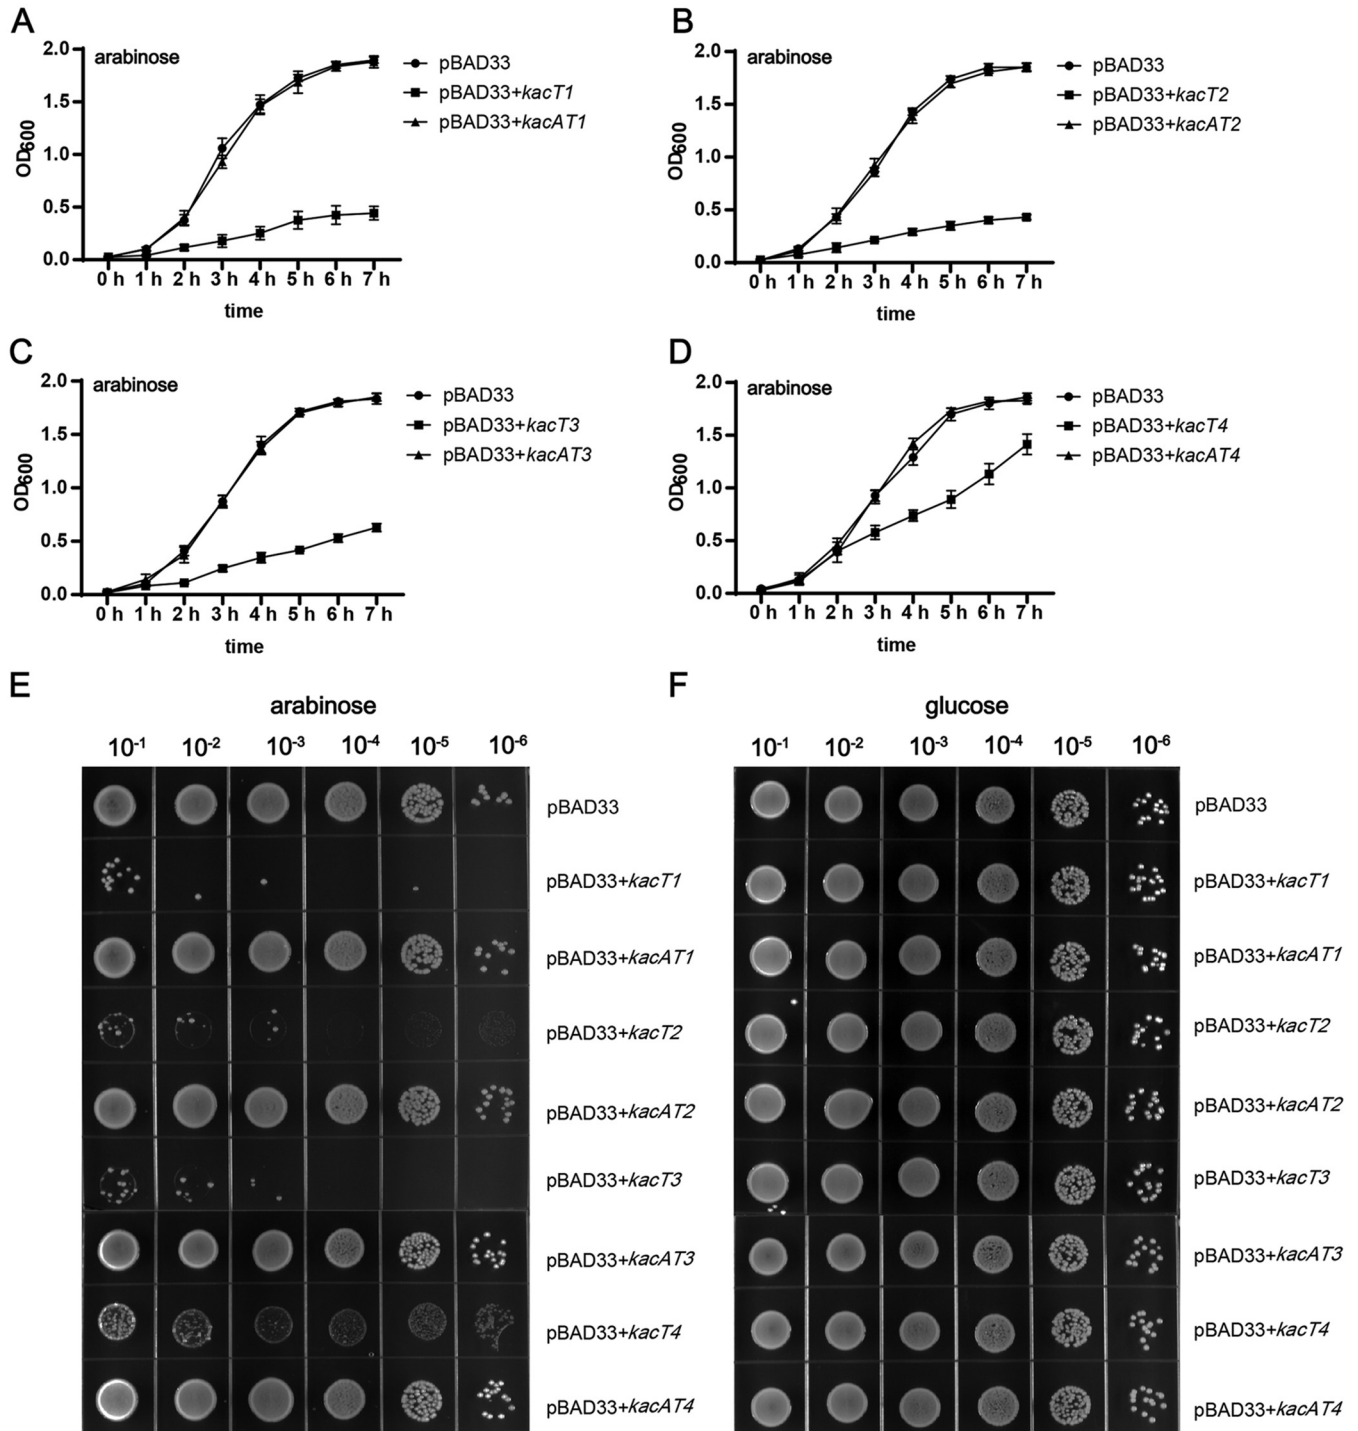 A
arabinose
2.0
1.5
1.0
0.5
0.0
OD600
0 h 1 h 2 h 3 h 4 h 5 h 6 h 7 h
time
pBAD33
pBAD33+kacT1
pBAD33+kacAT1
B
arabinose
2.0
1.5
1.0
0.5
0.0
OD600
0 h 1 h 2 h 3 h 4 h 5 h 6 h 7 h
time
pBAD33
pBAD33+kacT2
pBAD33+kacAT2
C
arabinose
2.0
1.5
1.0
0.5
0.0
OD600
0 h 1 h 2 h 3 h 4 h 5 h 6 h 7 h
time
pBAD33
pBAD33+kacT3
pBAD33+kacAT3
D
arabinose
2.0
1.5
1.0
0.5
0.0
OD600
0 h 1 h 2 h 3 h 4 h 5 h 6 h 7 h
time
pBAD33
pBAD33+kacT4
pBAD33+kacAT4
E
arabinose
10-1 10-2 10-3 10-4 10-5 10-6
pBAD33
pBAD33+kacT1
pBAD33+kacAT1
pBAD33+kacT2
pBAD33+kacAT2
pBAD33+kacT3
pBAD33+kacAT3
pBAD33+kacT4
pBAD33+kacAT4
F
glucose
10-1 10-2 10-3 10-4 10-5 10-6
pBAD33
pBAD33+kacT1
pBAD33+kacAT1
pBAD33+kacT2
pBAD33+kacAT2
pBAD33+kacT3
pBAD33+kacAT3
pBAD33+kacT4
pBAD33+kacAT4